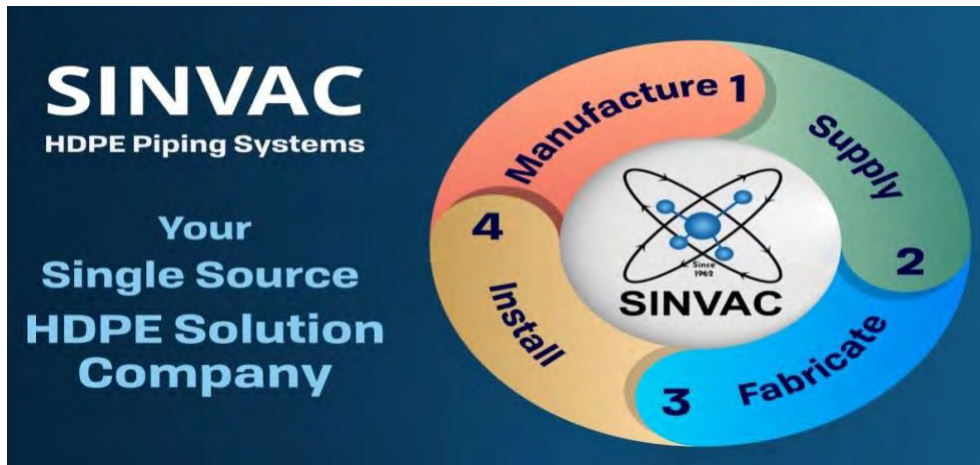 SINVAC
HDPE Piping Systems
Your
Single Source
HDPE Solution
Company
Manufacture 1
Supply
2
Fabricate
3
Install
4
Since
1962
SINVAC